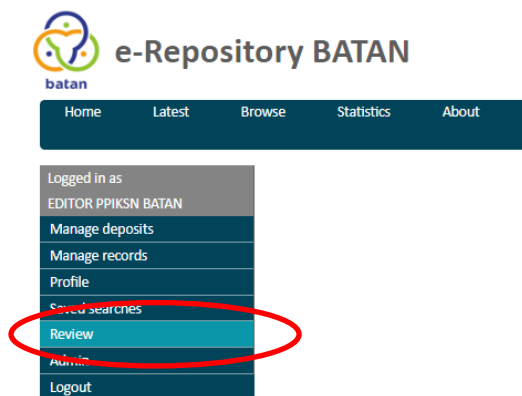 batan
e-Repository BATAN
Home Latest Browse Statistics About
Logged in as
EDITOR PPIKSN BATAN
Manage deposits
Manage records
Profile
Saved searches
Review
Admin
Logout